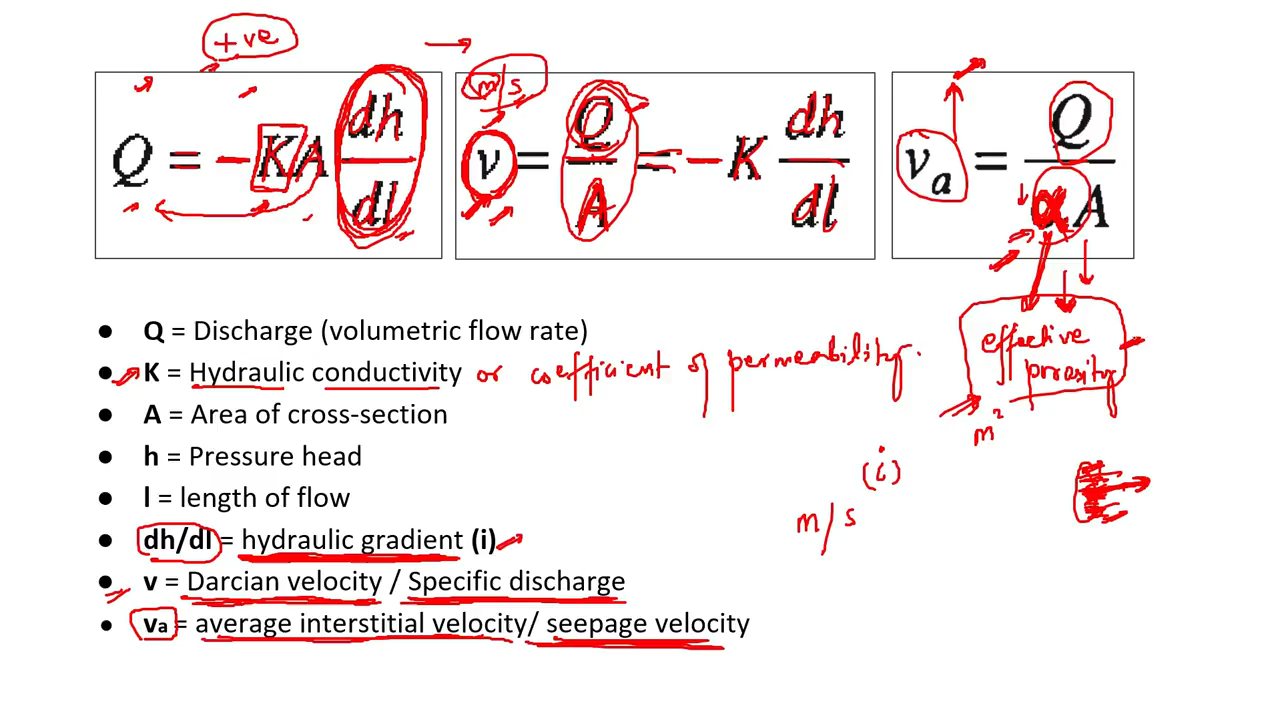 +ve
m/s
Q = -KA dh/dl
v = Q/A = -K dh/dl
va = Q/αA
● Q = Discharge (volumetric flow rate)
● K = Hydraulic conductivity or coefficient of permeability.
● A = Area of cross-section
● h = Pressure head
● l = length of flow
● dh/dl = hydraulic gradient (i)
● v = Darcian velocity / Specific discharge
● va = average interstitial velocity/ seepage velocity
effective
porosity
m²
(i)
m/s